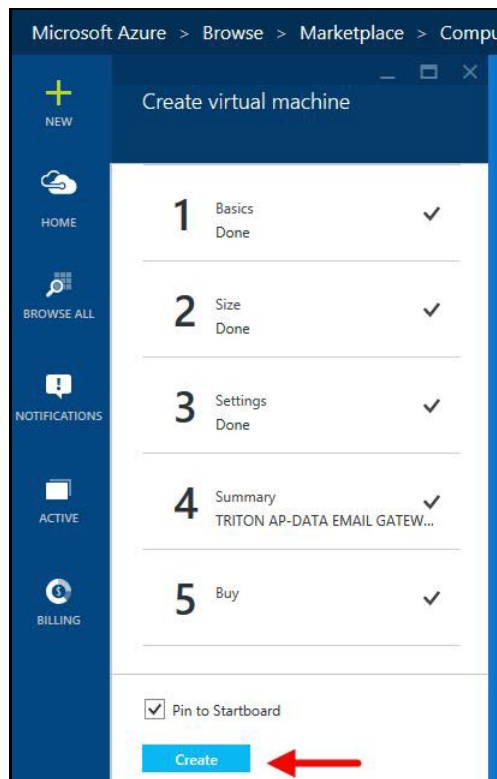 Microsoft Azure > Browse > Marketplace > Compu
NEW
Create virtual machine
HOME
BROWSE ALL
NOTIFICATIONS
ACTIVE
BILLING
1 Basics
Done
2 Size
Done
3 Settings
Done
4 Summary
TRITON AP-DATA EMAIL GATEW...
5 Buy
Pin to Startboard
Create